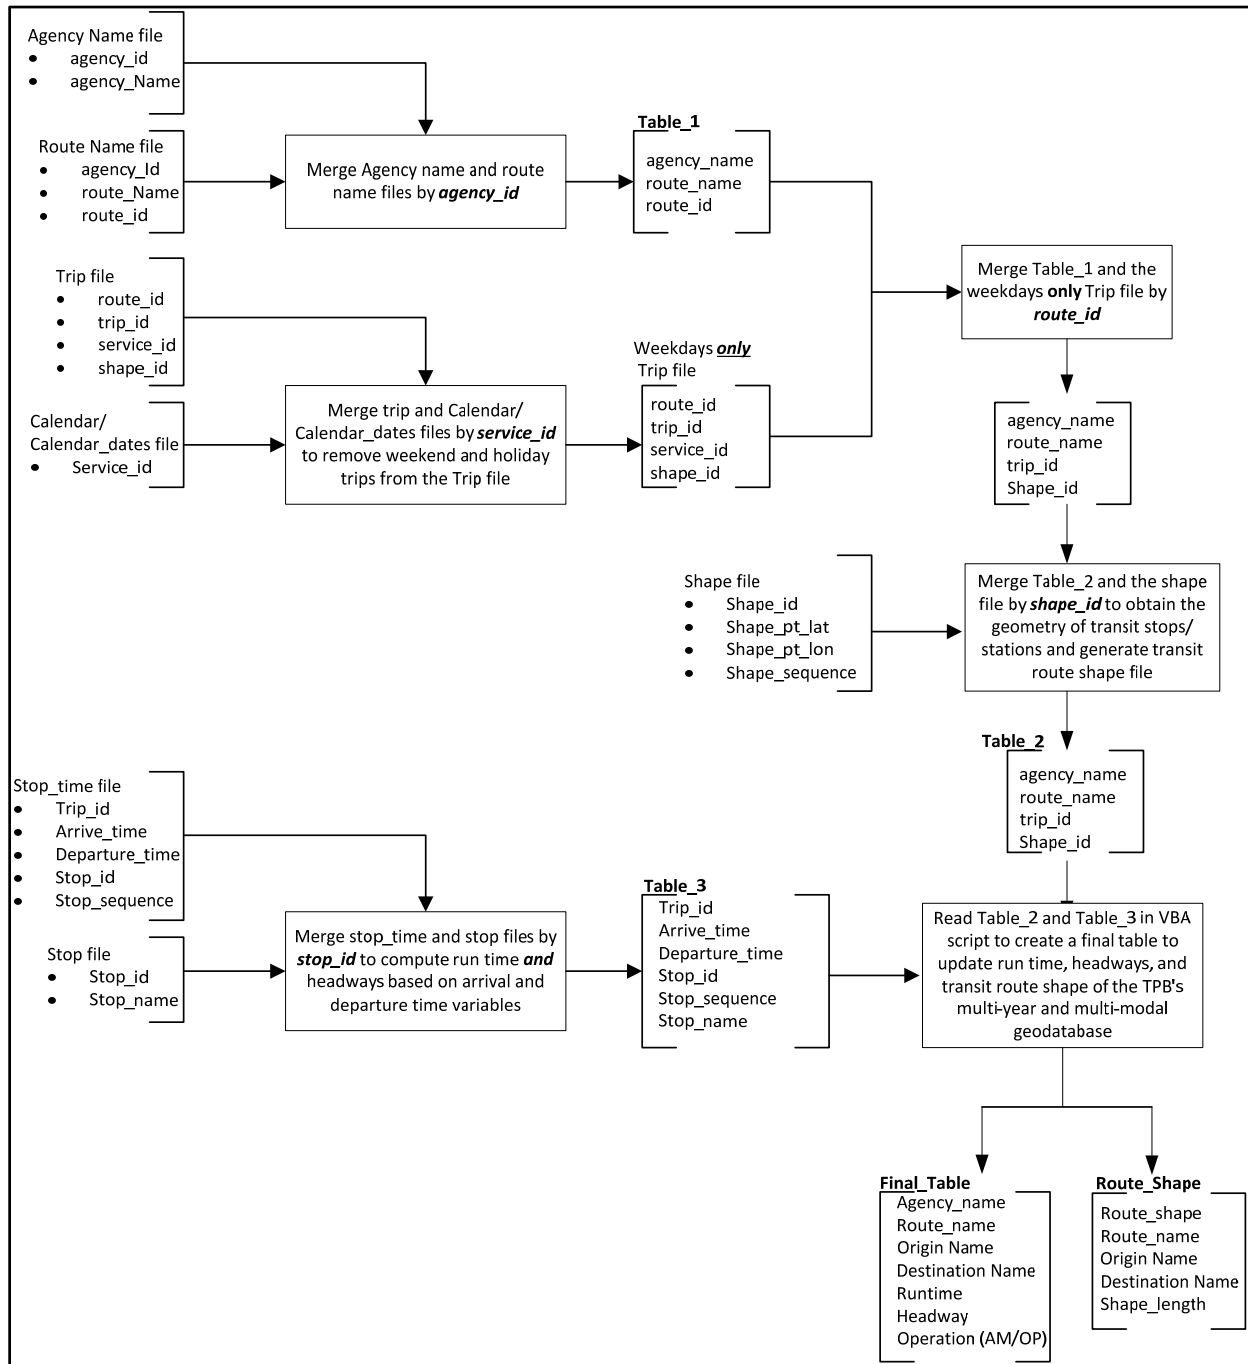 Agency Name file
• agency_id
• agency_Name
Route Name file
• agency_Id
• route_Name
• route_id
Merge Agency name and route
name files by agency_id
Table_1
agency_name
route_name
route_id
Trip file
• route_id
• trip_id
• service_id
• shape_id
Calendar/
Calendar_dates file
• Service_id
Merge trip and Calendar/
Calendar_dates files by service_id
to remove weekend and holiday
trips from the Trip file
Weekdays only
Trip file
route_id
trip_id
service_id
shape_id
Merge Table_1 and the
weekdays only Trip file by
route_id
agency_name
route_name
trip_id
Shape_id
Shape file
• Shape_id
• Shape_pt_lat
• Shape_pt_lon
• Shape_sequence
Merge Table_2 and the shape
file by shape_id to obtain the
geometry of transit stops/
stations and generate transit
route shape file
Table_2
agency_name
route_name
trip_id
Shape_id
Stop_time file
• Trip_id
• Arrive_time
• Departure_time
• Stop_id
• Stop_sequence
Stop file
• Stop_id
• Stop_name
Merge stop_time and stop files by
stop_id to compute run time and
headways based on arrival and
departure time variables
Table_3
Trip_id
Arrive_time
Departure_time
Stop_id
Stop_sequence
Stop_name
Read Table_2 and Table_3 in VBA
script to create a final table to
update run time, headways, and
transit route shape of the TPB's
multi-year and multi-modal
geodatabase
Final_Table
Agency_name
Route_name
Origin Name
Destination Name
Runtime
Headway
Operation (AM/OP)
Route_Shape
Route_shape
Route_name
Origin Name
Destination Name
Shape_length